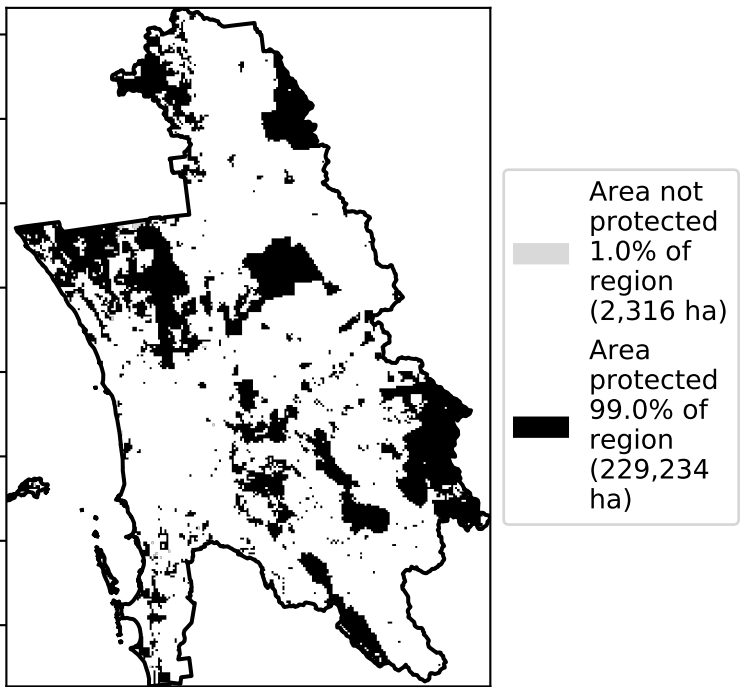 Area not
protected
1.0% of
region
(2,316 ha)
Area
protected
99.0% of
region
(229,234
ha)